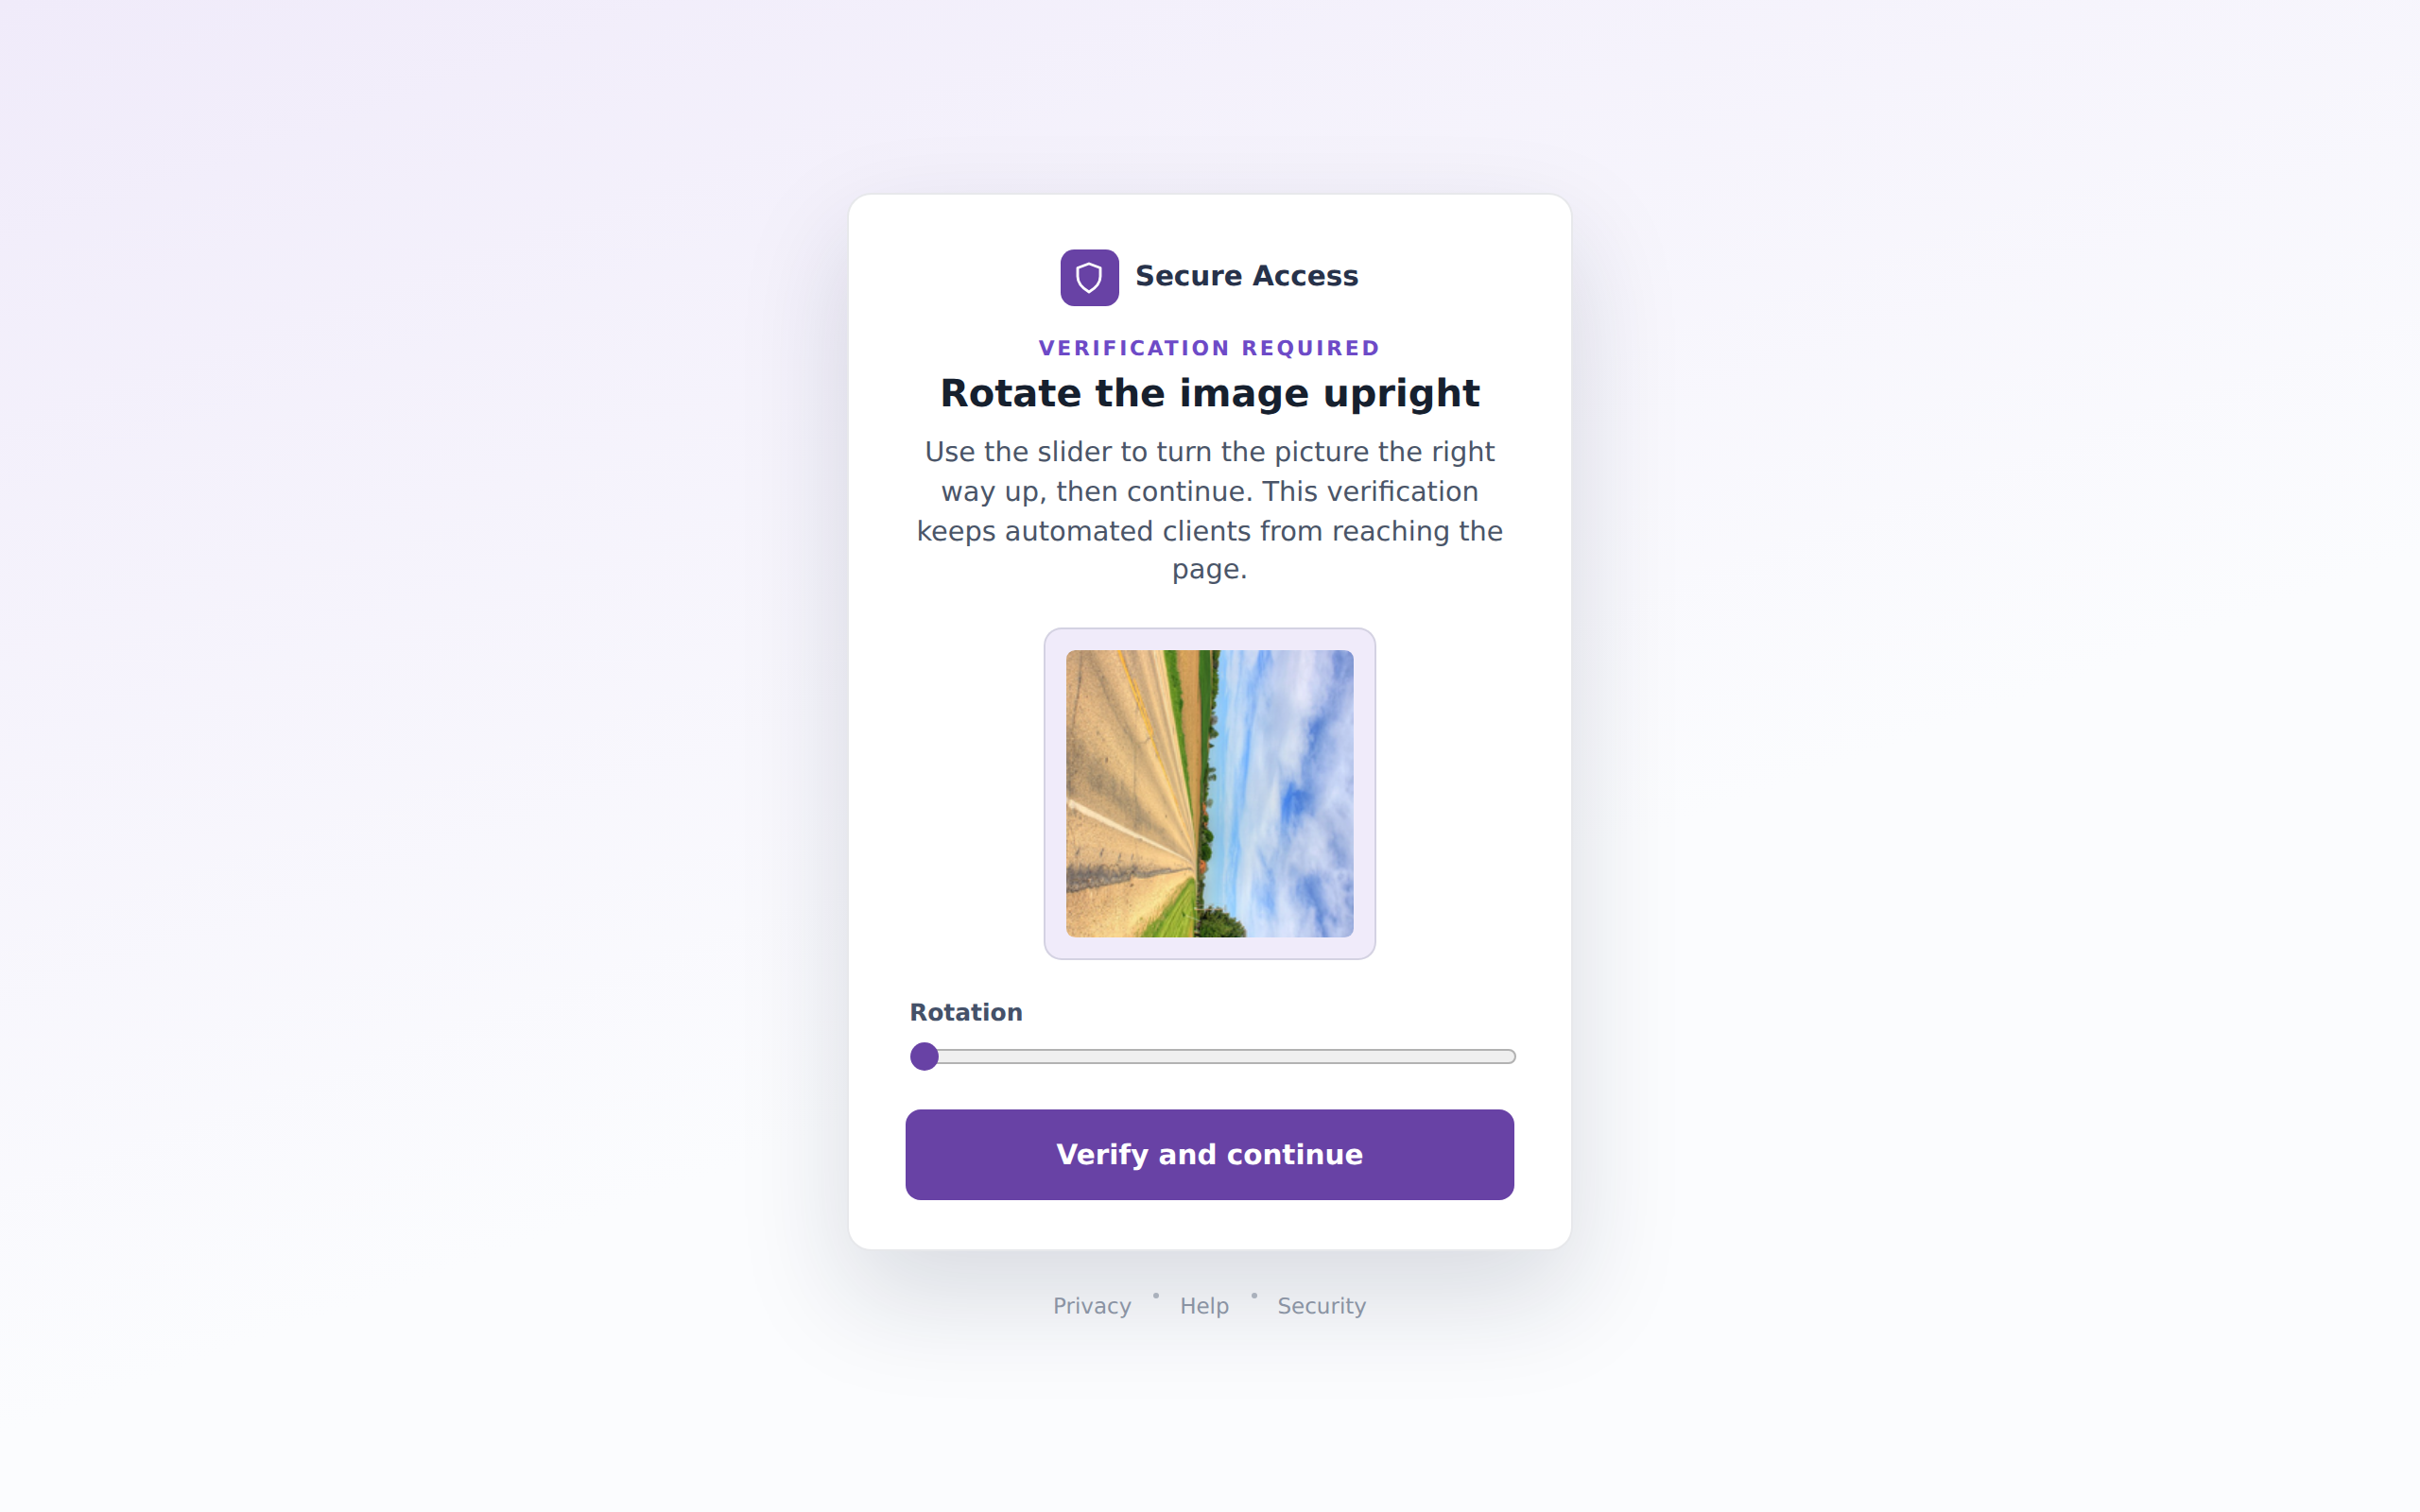 Secure Access
VERIFICATION REQUIRED
Rotate the image upright
Use the slider to turn the picture the right
way up, then continue. This verification
keeps automated clients from reaching the
page.
Rotation
Verify and continue
Privacy • Help • Security